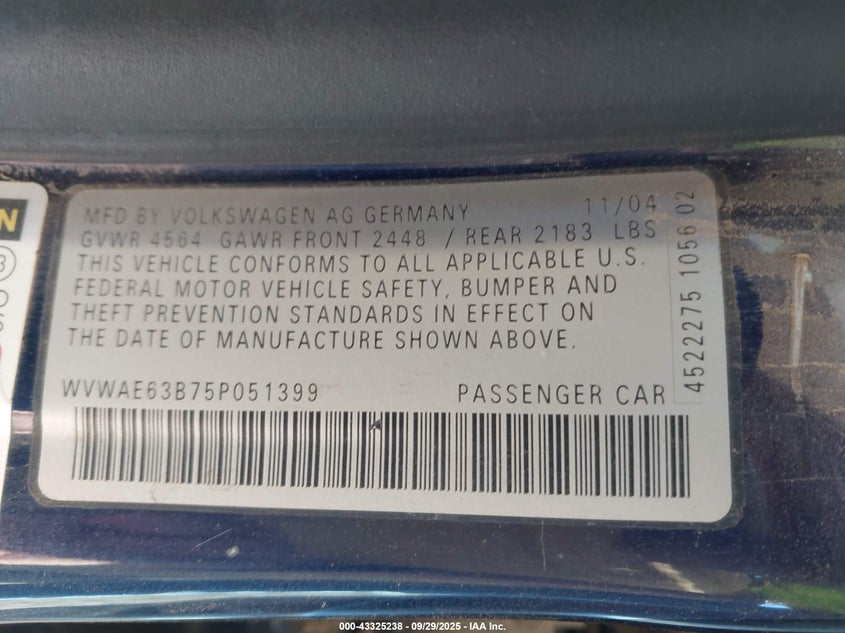 MFD BY VOLKSWAGEN AG GERMANY 11/04
GVWR 4564 GAWR FRONT 2448 / REAR 2183 LBS
THIS VEHICLE CONFORMS TO ALL APPLICABLE U.S.
FEDERAL MOTOR VEHICLE SAFETY, BUMPER AND
THEFT PREVENTION STANDARDS IN EFFECT ON
THE DATE OF MANUFACTURE SHOWN ABOVE.
WVWAE63B75P051399 PASSENGER CAR
4522275 1056 02
000-43325238 - 09/29/2025 - IAA Inc.